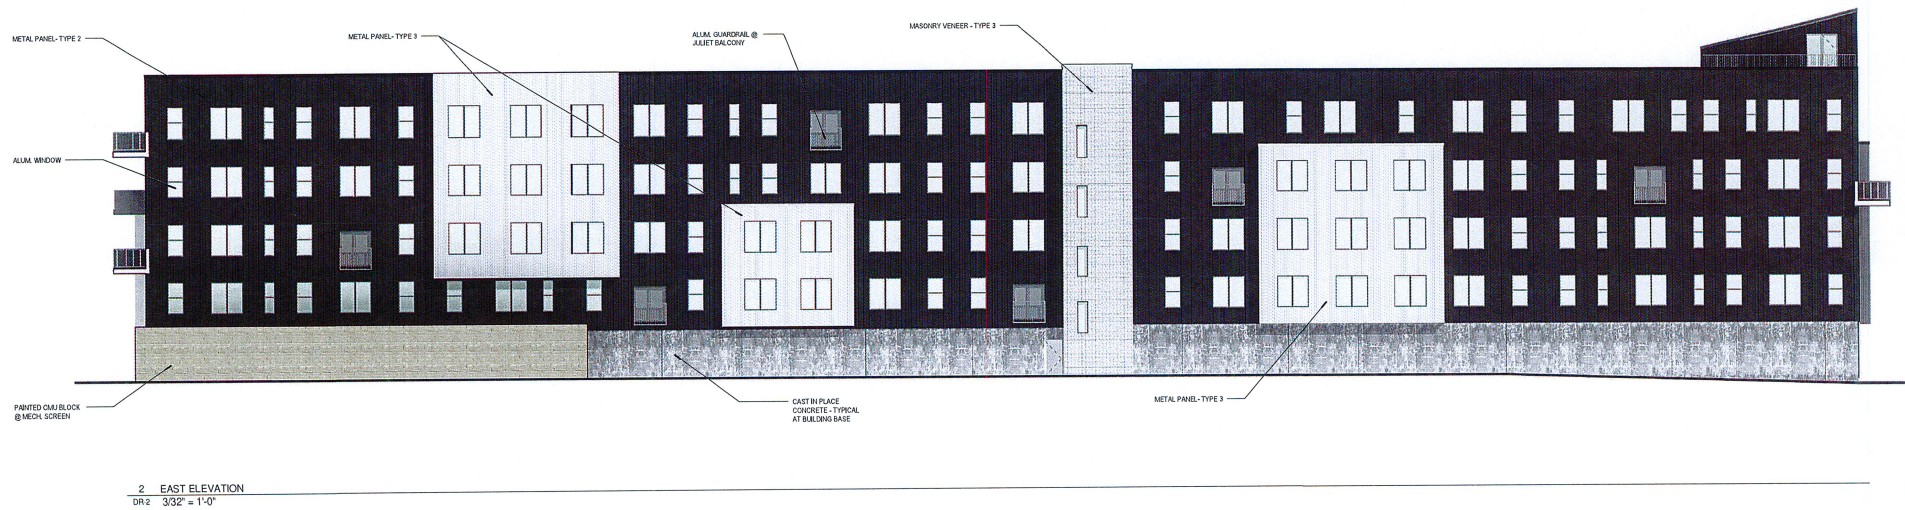 MASONRY VENEER - TYPE 3
METAL PANEL- TYPE 2
METAL PANEL- TYPE 3
ALUM. GUARDRAIL @
JULIET BALCONY
ALUM. WINDOW
PAINTED CMU BLOCK
@ MECH. SCREEN
CAST IN PLACE
CONCRETE - TYPICAL
AT BUILDING BASE
METAL PANEL- TYPE 3
2 EAST ELEVATION
DR-2 3/32" = 1'-0"